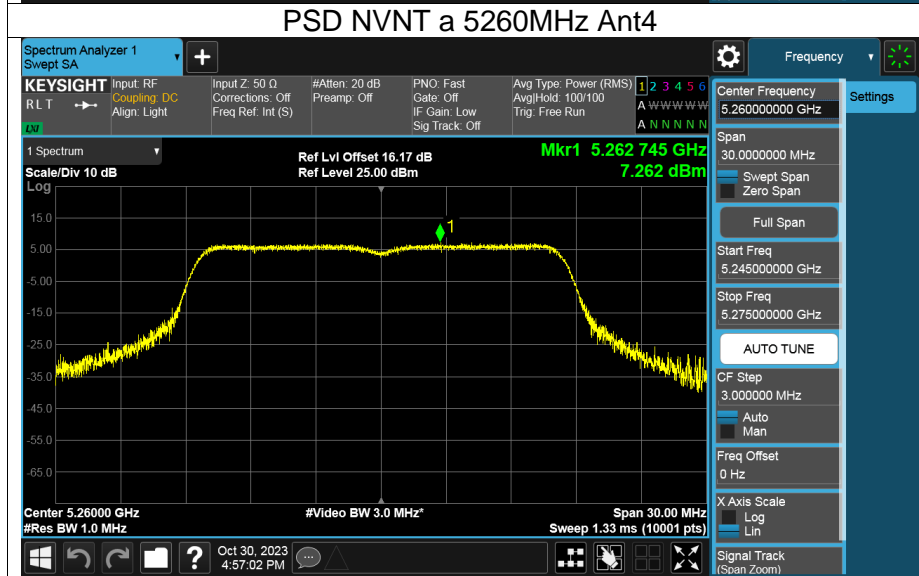 PSD NVNT a 5260MHz Ant4
Spectrum Analyzer 1
Swept SA
+
Frequency
KEYSIGHT
R L T
LXI
Input: RF
Coupling: DC
Align: Light
Input Z: 50 Ω
Corrections: Off
Freq Ref: Int (S)
#Atten: 20 dB
Preamp: Off
PNO: Fast
Gate: Off
IF Gain: Low
Sig Track: Off
Avg Type: Power (RMS)
Avg|Hold: 100/100
Trig: Free Run
1 2 3 4 5 6
A W W W W W
A N N N N N
Center Frequency
5.260000000 GHz
Settings
Span
30.0000000 MHz
Swept Span
Zero Span
Full Span
Start Freq
5.245000000 GHz
Stop Freq
5.275000000 GHz
AUTO TUNE
CF Step
3.000000 MHz
Auto
Man
Freq Offset
0 Hz
X Axis Scale
Log
Lin
Signal Track
(Span Zoom)
1 Spectrum
Scale/Div 10 dB
Log
Ref Lvl Offset 16.17 dB
Ref Level 25.00 dBm
Mkr1 5.262 745 GHz
7.262 dBm
1
15.0
5.00
-5.00
-15.0
-25.0
-35.0
-45.0
-55.0
-65.0
Center 5.26000 GHz
#Res BW 1.0 MHz
#Video BW 3.0 MHz*
Span 30.00 MHz
Sweep 1.33 ms (10001 pts)
?
Oct 30, 2023
4:57:02 PM